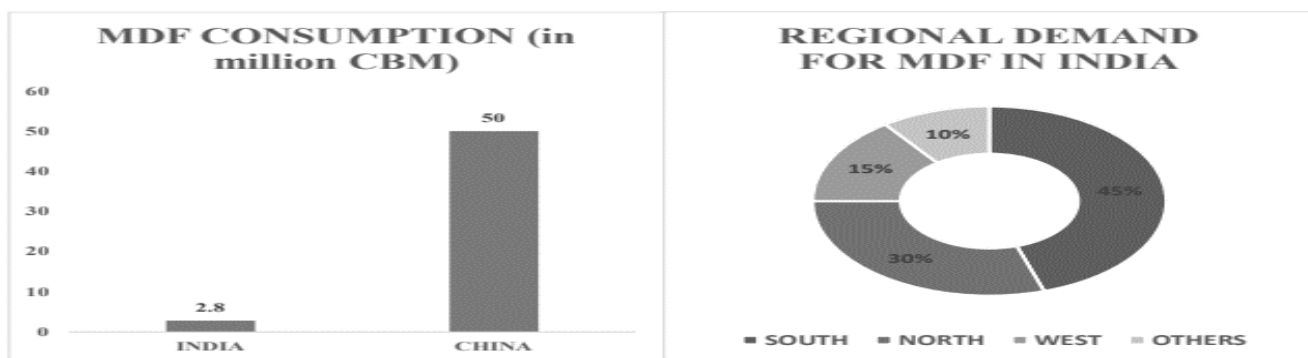 MDF CONSUMPTION (in
million CBM)
60
50
40
30
20
10
0
2.8
50
INDIA
CHINA
REGIONAL DEMAND
FOR MDF IN INDIA
10%
15%
45%
30%
SOUTH NORTH WEST OTHERS